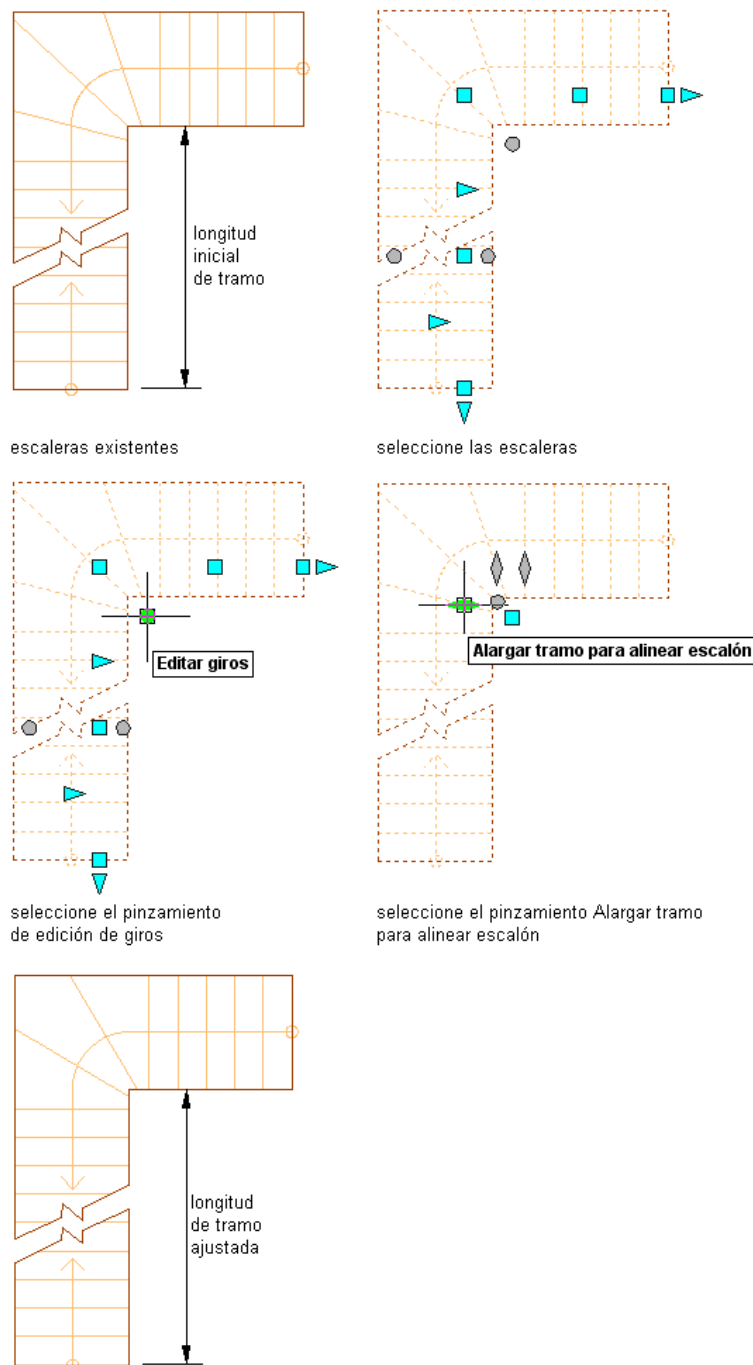 longitud
inicial
de tramo
escaleras existentes
seleccione las escaleras
Editar giros
Alargar tramo para alinear escalón
seleccione el pinzamiento
de edición de giros
seleccione el pinzamiento Alargar tramo
para alinear escalón
longitud
de tramo
ajustada